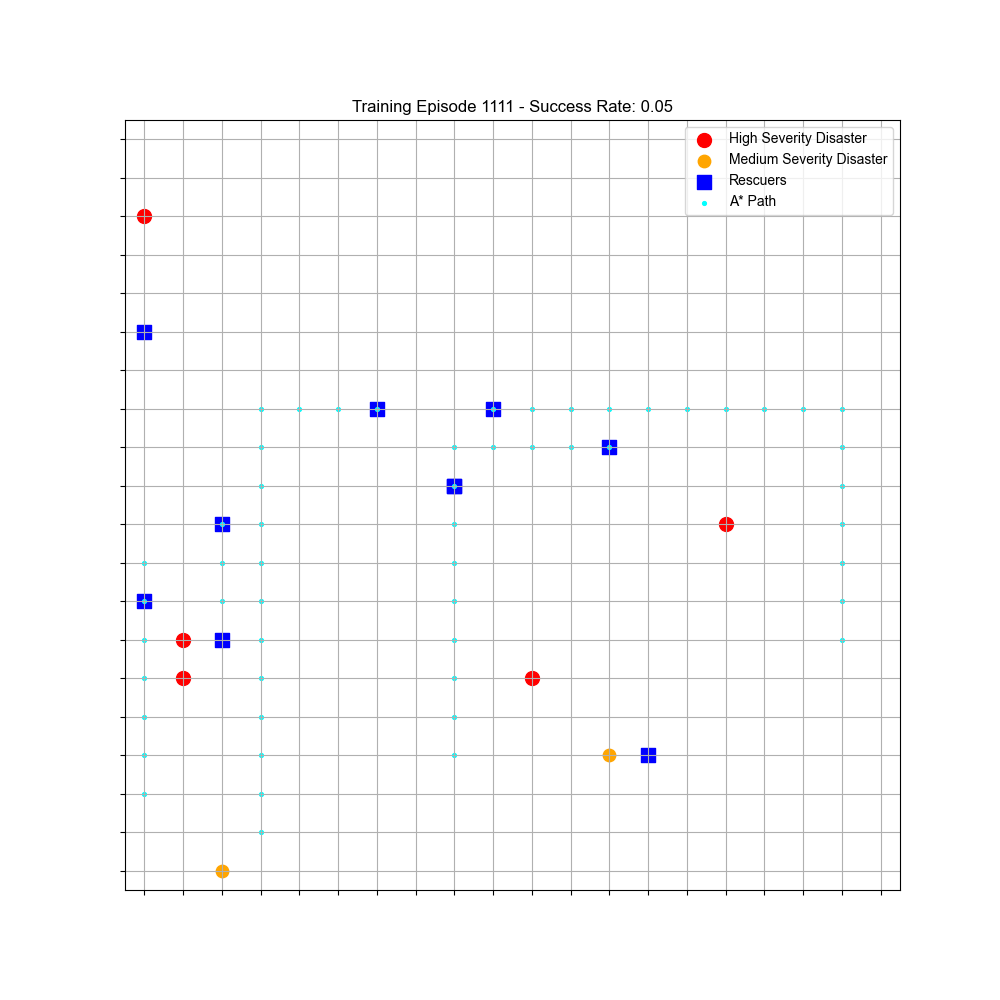 Training Episode 1111 - Success Rate: 0.05
High Severity Disaster
Medium Severity Disaster
Rescuers
A* Path